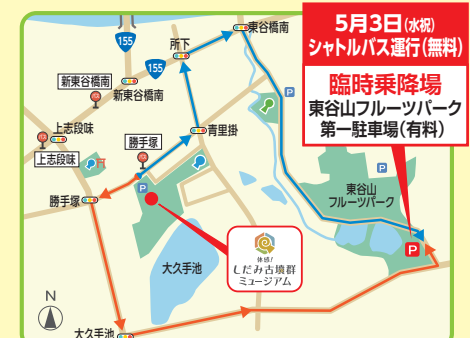 5月3日(水祝)
シャトルバス運行(無料)
臨時乗降場
東谷山フルーツパーク
第一駐車場(有料)
東谷橋南
155
所下
155
新東谷橋南
新東谷橋南
上志段味
上志段味
青里掛
勝手塚
P
P
P
勝手塚
東谷山
フルーツパーク
P
体感!
しだみ古墳群
ミュージアム
大久手池
N
大久手池